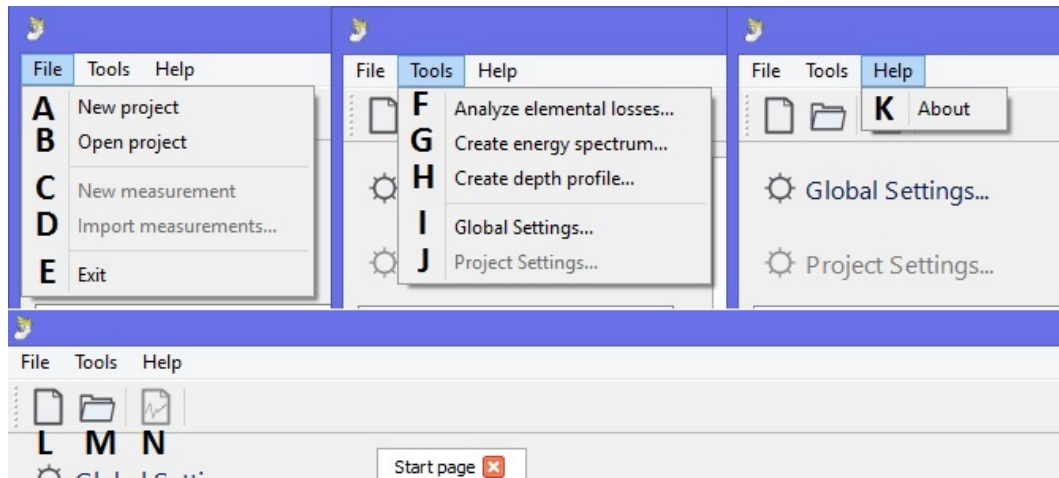 File Tools Help
A New project
B Open project
C New measurement
D Import measurements...
E Exit
File Tools Help
F Analyze elemental losses...
G Create energy spectrum...
H Create depth profile...
I Global Settings...
J Project Settings...
File Tools Help
K About
Global Settings...
Project Settings...
File Tools Help
L M N
Start page